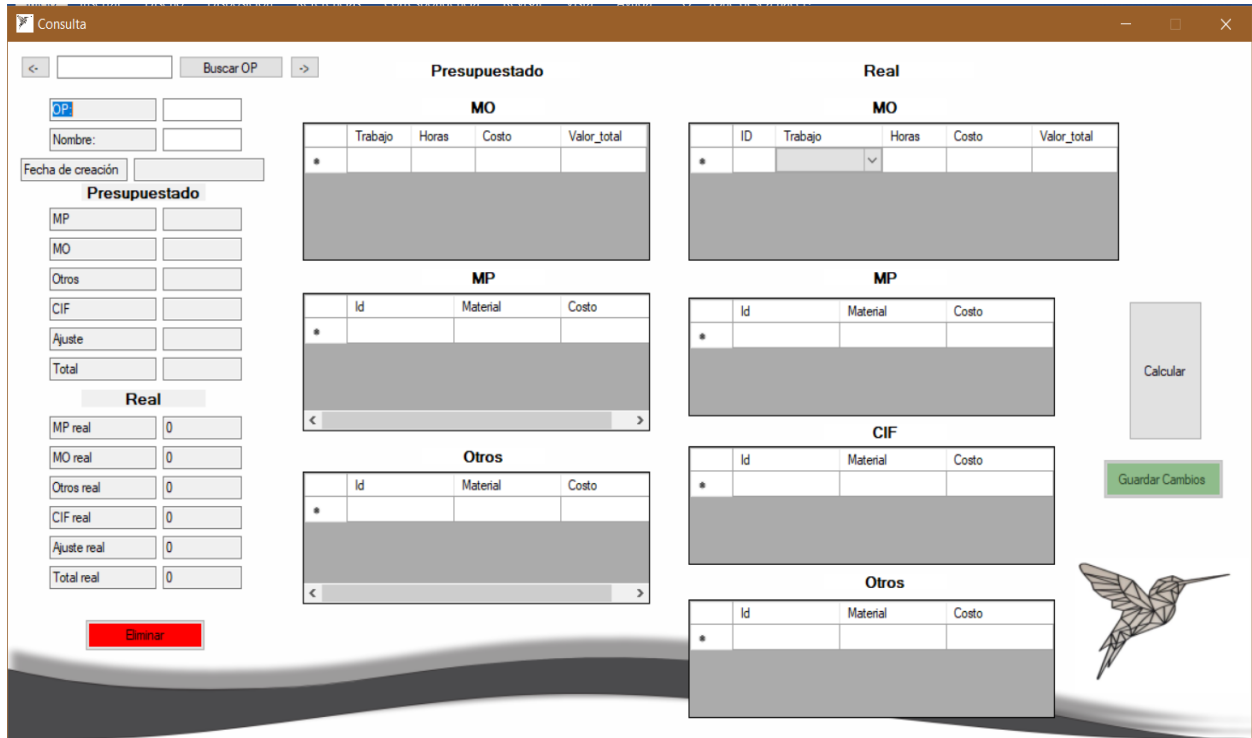 Consulta
<- Buscar OP ->
OP:
Nombre:
Fecha de creación
Presupuestado
MP
MO
Otros
CIF
Ajuste
Total
Real
MP real 0
MO real 0
Otros real 0
CIF real 0
Ajuste real 0
Total real 0
Eliminar
Presupuestado
MO
Trabajo Horas Costo Valor_total
MP
Id Material Costo
Otros
Id Material Costo
Real
MO
ID Trabajo Horas Costo Valor_total
MP
Id Material Costo
CIF
Id Material Costo
Otros
Id Material Costo
Calcular
Guardar Cambios